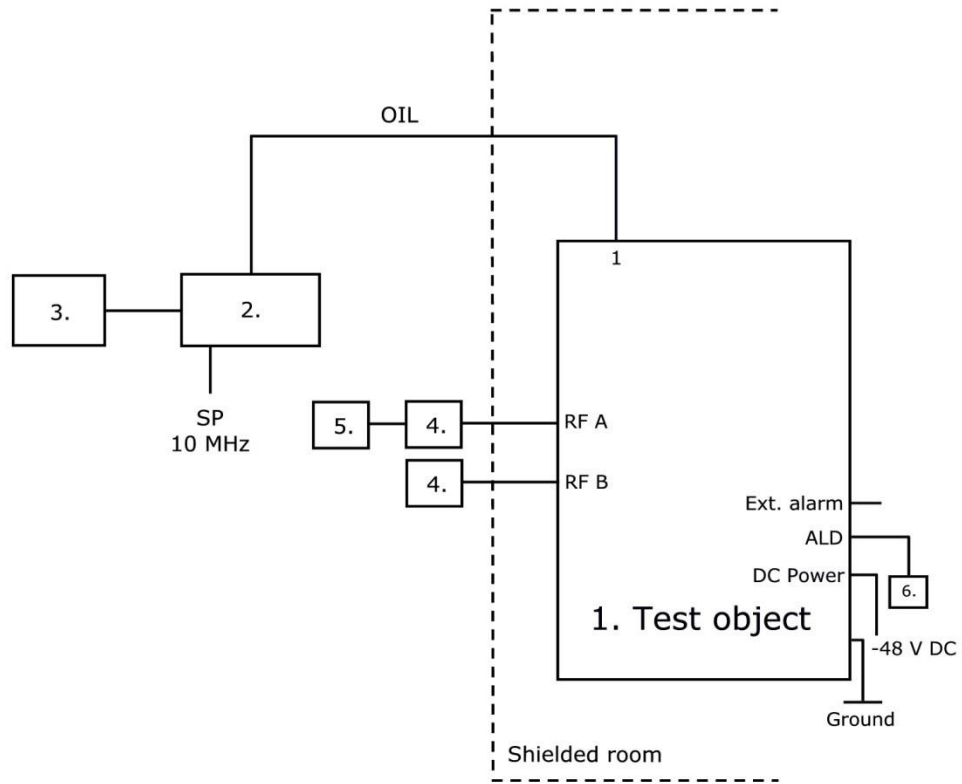 OIL
1
3.
2.
SP
10 MHz
5.
4.
RF A
4.
RF B
Ext. alarm
ALD
DC Power
6.
1. Test object
-48 V DC
Ground
Shielded room